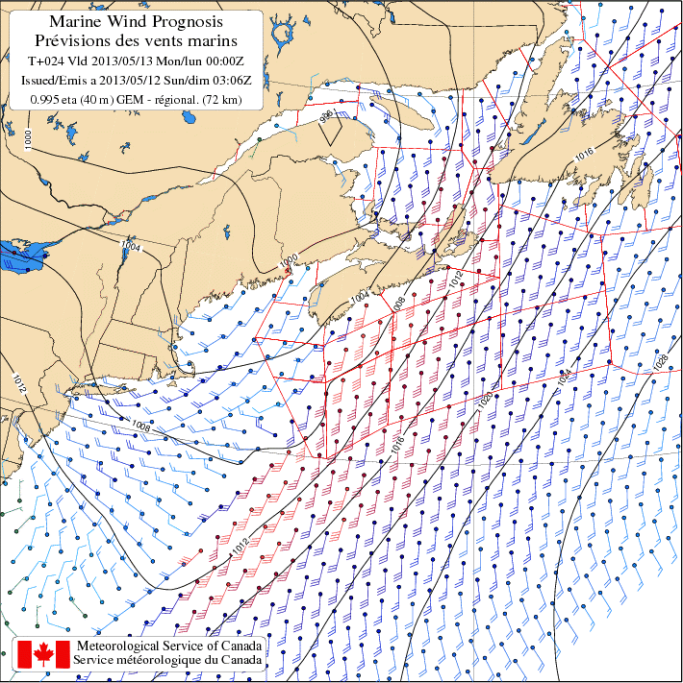 Marine Wind Prognosis
Prévisions des vents marins
T+024 Vld 2013/05/13 Mon/lun 00:00Z
Issued/Emis a 2013/05/12 Sun/dim 03:06Z
0.995 eta (40 m) GEM - régional. (72 km)
996
1000
1016
1004
1000
1012
1004
1008
1028
1012
1024
1020
1008
1016
1012
Meteorological Service of Canada
Service météorologique du Canada